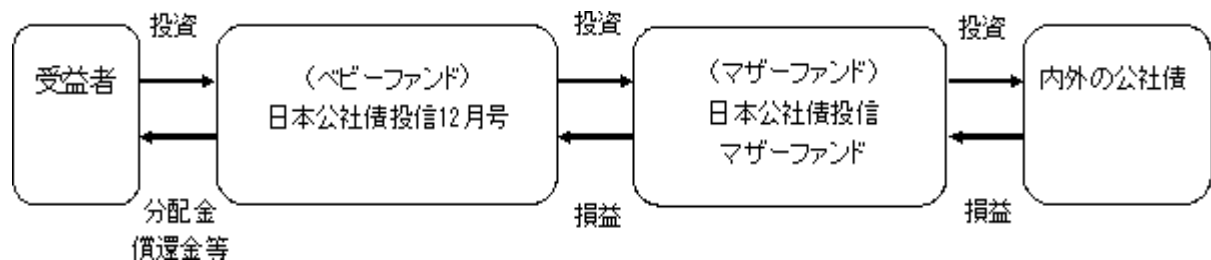 投資
投資
投資
受益者
（ベビーファンド）
日本公社債投信12月号
（マザーファンド）
日本公社債投信
マザーファンド
内外の公社債
分配金
償還金等
損益
損益